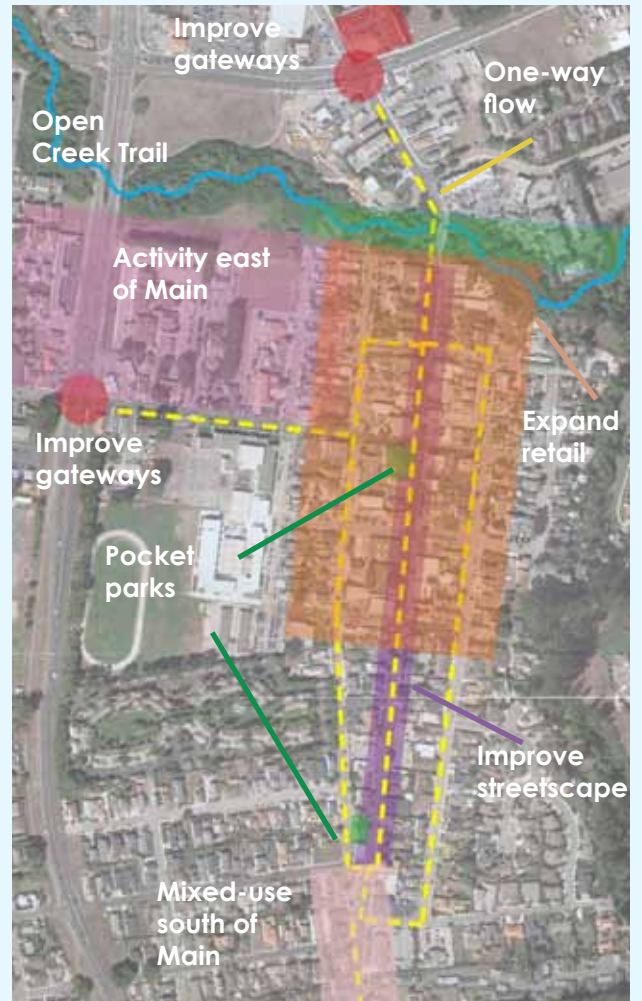 Improve
gateways
One-way
flow
Open
Creek Trail
Activity east
of Main
Expand
retail
Improve
gateways
Pocket
parks
Improve
streetscape
Mixed-use
south of
Main